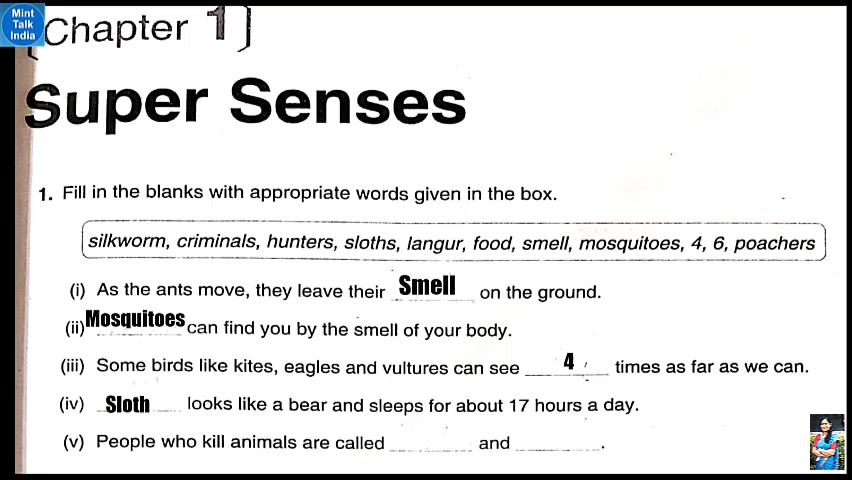 Mint
Talk
India
[Chapter 1]
Super Senses
1. Fill in the blanks with appropriate words given in the box.
silkworm, criminals, hunters, sloths, langur, food, smell, mosquitoes, 4, 6, poachers
(i) As the ants move, they leave their Smell on the ground.
(ii) Mosquitoes can find you by the smell of your body.
(iii) Some birds like kites, eagles and vultures can see 4 times as far as we can.
(iv) Sloth looks like a bear and sleeps for about 17 hours a day.
(v) People who kill animals are called ________ and ________.